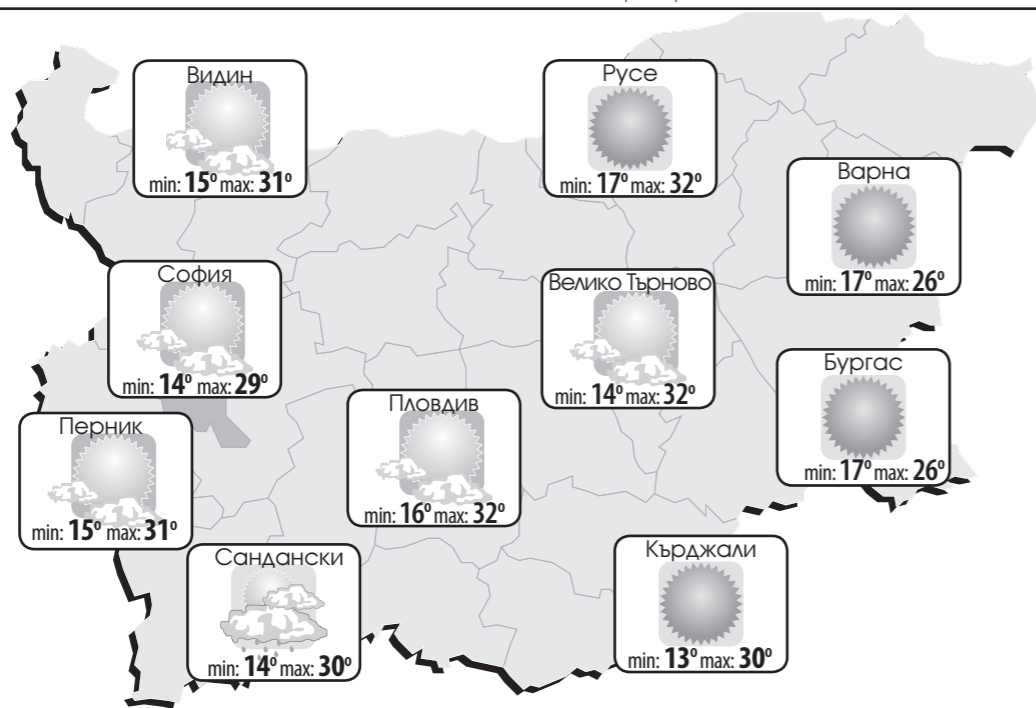 Видин
min: 15° max: 31°
Русе
min: 17° max: 32°
Варна
min: 17° max: 26°
София
min: 14° max: 29°
Велико Търново
min: 14° max: 32°
Бургас
min: 17° max: 26°
Пловдив
min: 16° max: 32°
Перник
min: 15° max: 31°
Сандански
min: 14° max: 30°
Кърджали
min: 13° max: 30°